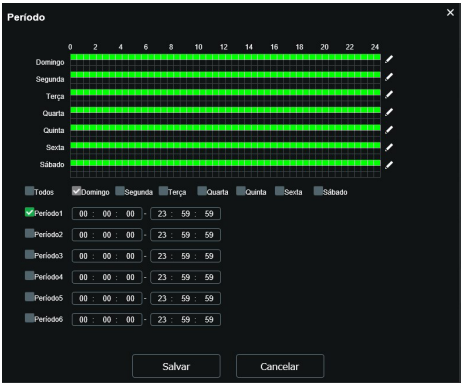 Período
0 2 4 6 8 10 12 14 16 18 20 22 24
Domingo
Segunda
Terça
Quarta
Quinta
Sexta
Sábado
Todos Domingo Segunda Terça Quarta Quinta Sexta Sábado
Período1 00 : 00 : 00 - 23 : 59 : 59
Período2 00 : 00 : 00 - 23 : 59 : 59
Período3 00 : 00 : 00 - 23 : 59 : 59
Período4 00 : 00 : 00 - 23 : 59 : 59
Período5 00 : 00 : 00 - 23 : 59 : 59
Período6 00 : 00 : 00 - 23 : 59 : 59
Salvar Cancelar